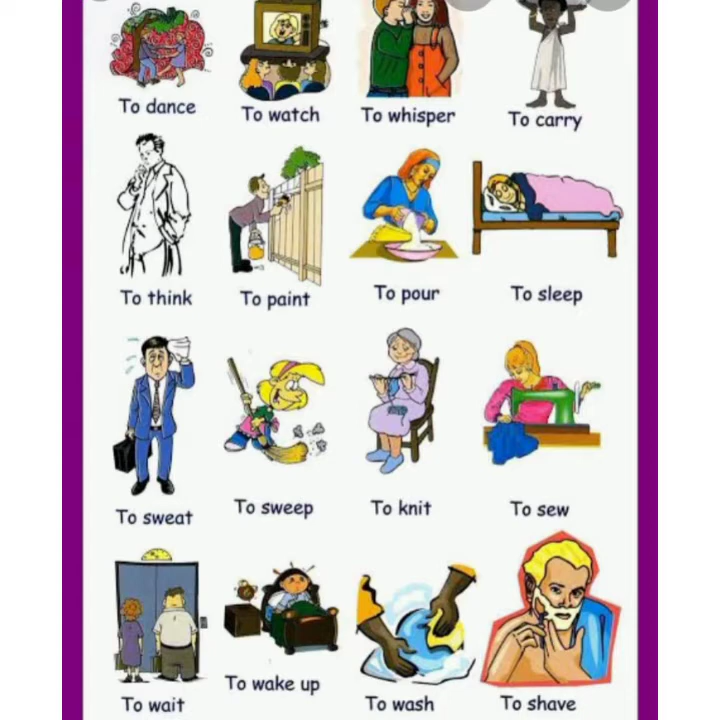 To dance
To watch
To whisper
To carry
To think
To paint
To pour
To sleep
To sweat
To sweep
To knit
To sew
To wait
To wake up
To wash
To shave